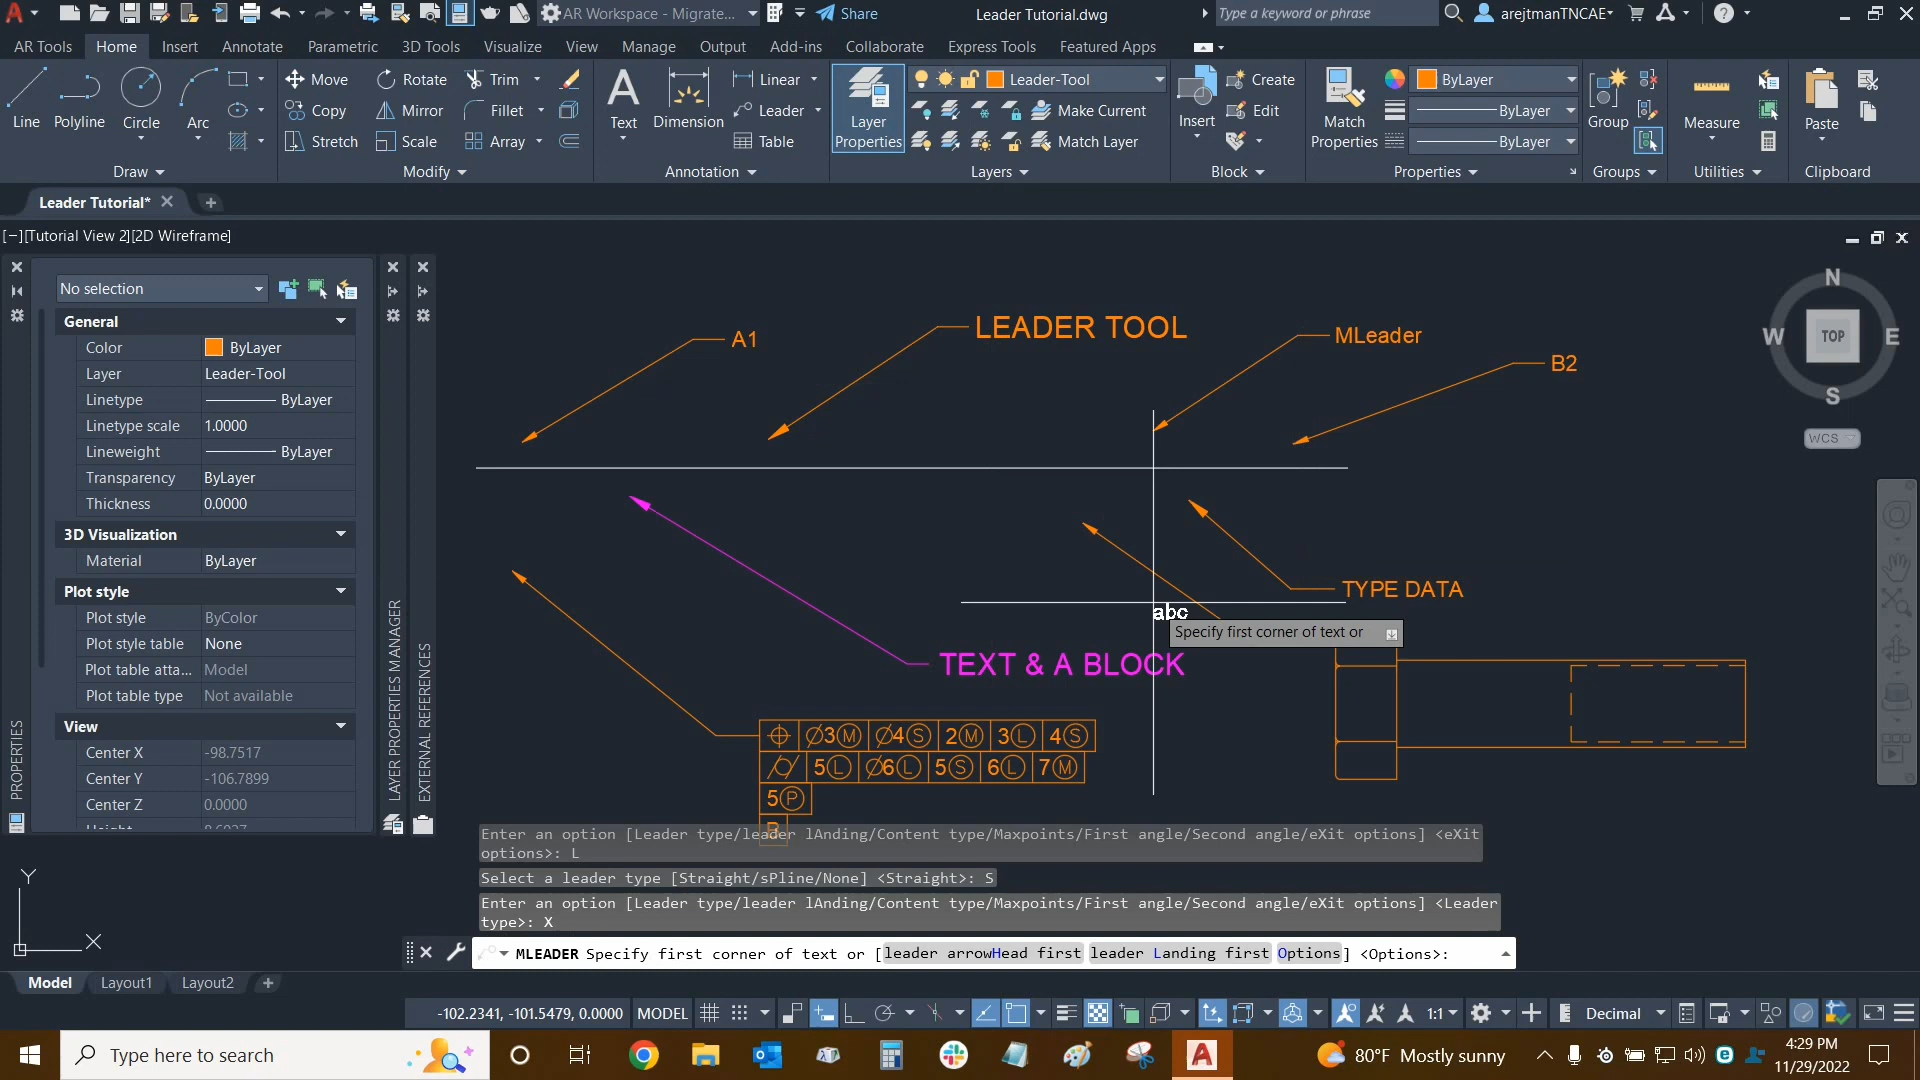 AR Workspace - Migrate...
Share
Leader Tutorial.dwg
Type a keyword or phrase
arejtmanTNCAE
AR Tools Home Insert Annotate Parametric 3D Tools Visualize View Manage Output Add-ins Collaborate Express Tools Featured Apps
Line Polyline Circle Arc
Move Rotate Trim
Copy Mirror Fillet
Stretch Scale Array
Text Dimension
Linear
Leader
Table
Layer
Properties
Leader-Tool
Make Current
Match Layer
Insert
Create
Edit
Match
Properties
ByLayer
ByLayer
ByLayer
Group
Measure
Paste
Draw Modify Annotation Layers Block Properties Groups Utilities Clipboard
Leader Tutorial*
[−][Tutorial View 2][2D Wireframe]
No selection
General
Color ByLayer
Layer Leader-Tool
Linetype ByLayer
Linetype scale 1.0000
Lineweight ByLayer
Transparency ByLayer
Thickness 0.0000
3D Visualization
Material ByLayer
Plot style
Plot style ByColor
Plot style table None
Plot table atta... Model
Plot table type Not available
View
Center X -98.7517
Center Y -106.7899
Center Z 0.0000
PROPERTIES
LAYER PROPERTIES MANAGER
EXTERNAL REFERENCES
A1
LEADER TOOL
MLeader
B2
TYPE DATA
abc
Specify first corner of text or
TEXT & A BLOCK
⌖ ∅3Ⓜ ∅4Ⓢ 2Ⓜ 3Ⓛ 4Ⓢ
⌭ 5Ⓛ ∅6Ⓛ 5Ⓢ 6Ⓛ 7Ⓜ
5Ⓟ
B
N
W TOP E
S
WCS
Enter an option [Leader type/leader lAnding/Content type/Maxpoints/First angle/Second angle/eXit options] <eXit
options>: L
Select a leader type [Straight/sPline/None] <Straight>: S
Enter an option [Leader type/leader lAnding/Content type/Maxpoints/First angle/Second angle/eXit options] <Leader
type>: X
MLEADER Specify first corner of text or [leader arrowHead first leader Landing first Options] <Options>:
Y
X
Model Layout1 Layout2
-102.2341, -101.5479, 0.0000 MODEL 1:1 Decimal
Type here to search
80°F Mostly sunny
4:29 PM
11/29/2022